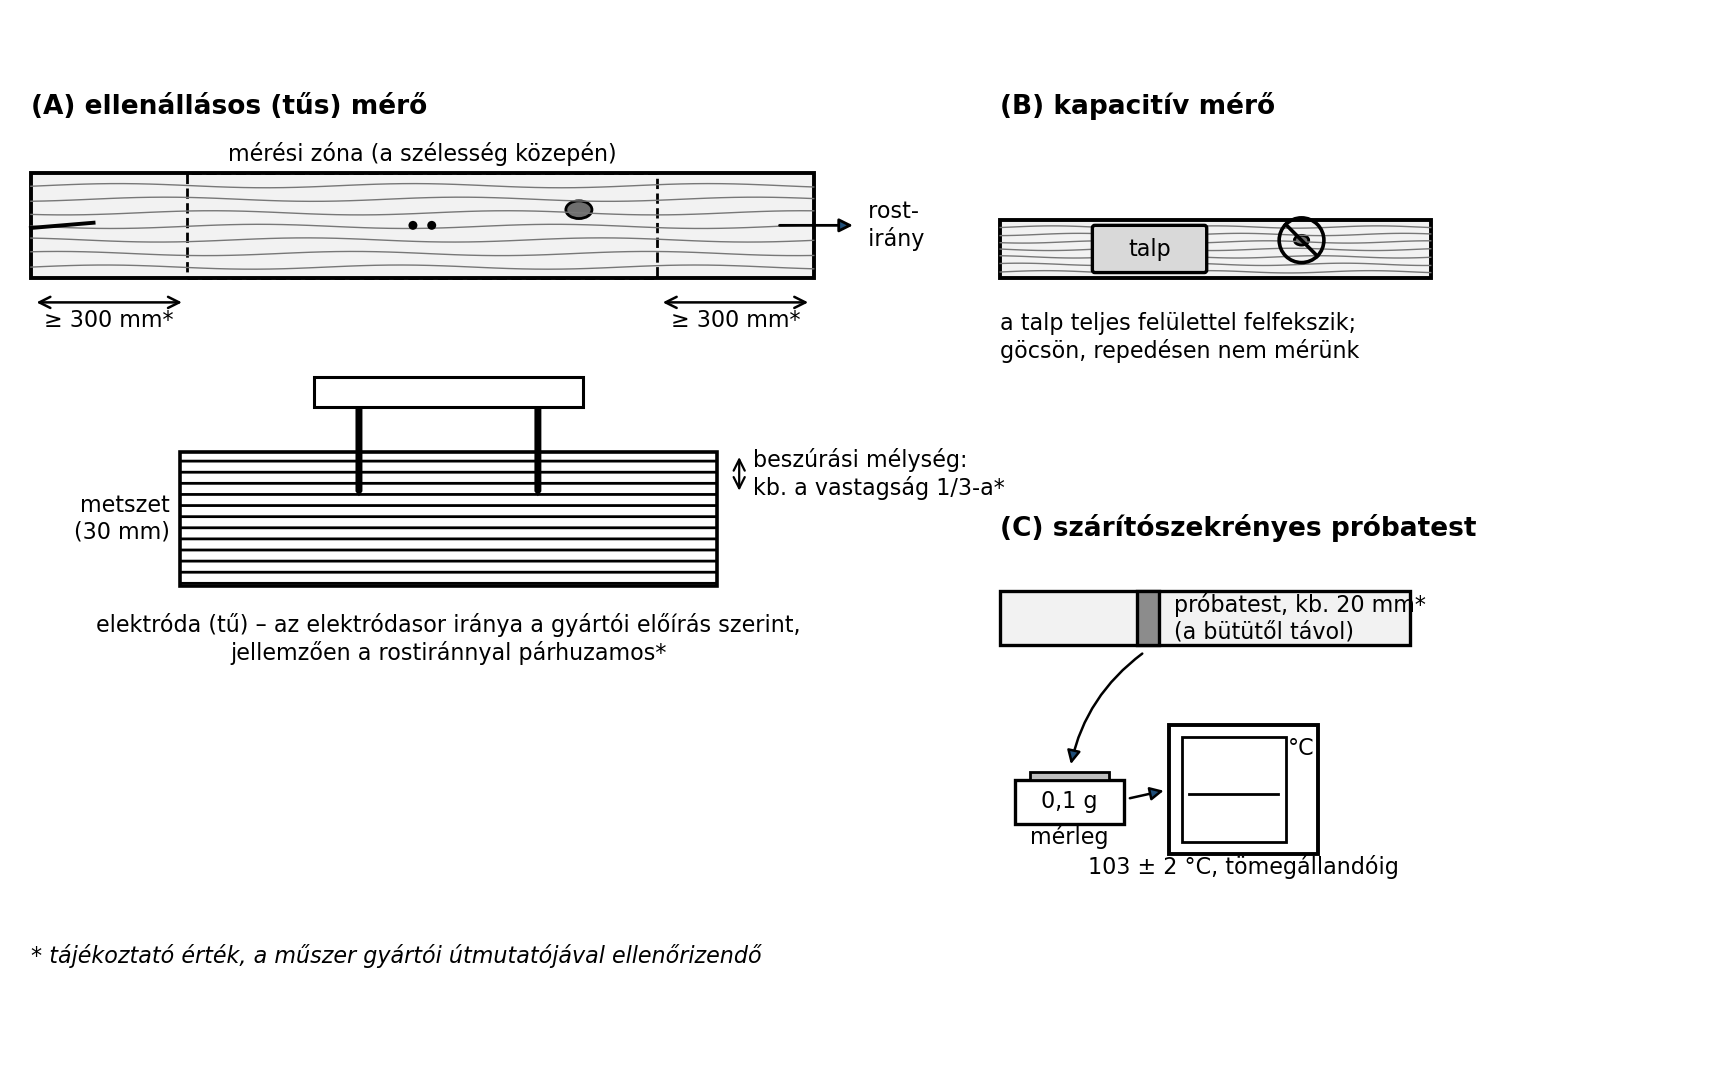 (A) ellenállásos (tűs) mérő
mérési zóna (a szélesség közepén)
rost-
irány
≥ 300 mm*
≥ 300 mm*
beszúrási mélység:
kb. a vastagság 1/3-a*
metszet
(30 mm)
elektróda (tű) – az elektródasor iránya a gyártói előírás szerint,
jellemzően a rostiránnyal párhuzamos*
(B) kapacitív mérő
talp
a talp teljes felülettel felfekszik;
göcsön, repedésen nem mérünk
(C) szárítószekrényes próbatest
próbatest, kb. 20 mm*
(a bütütől távol)
°C
0,1 g
mérleg
103 ± 2 °C, tömegállandóig
* tájékoztató érték, a műszer gyártói útmutatójával ellenőrizendő